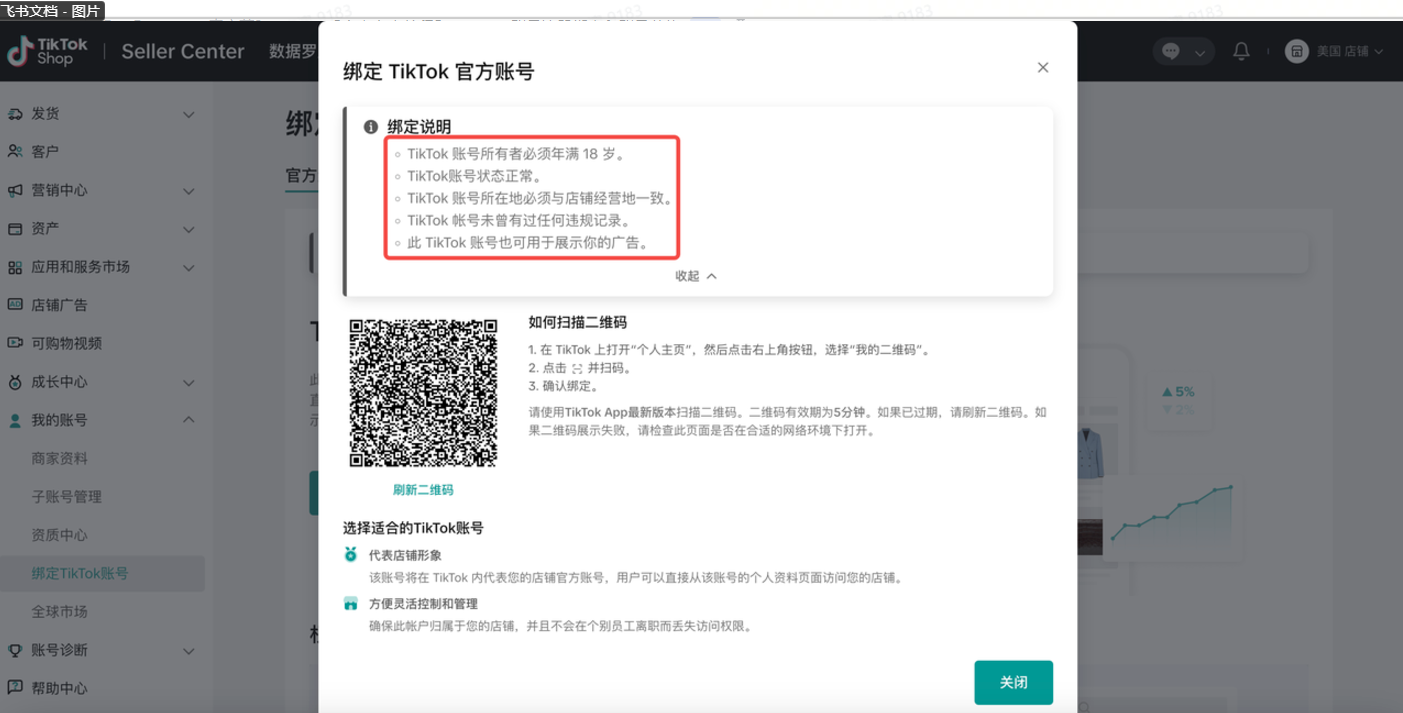 飞书文档 - 图片
TikTok
Shop
Seller Center
数据罗
美国 店铺
发货
客户
营销中心
资产
应用和服务市场
店铺广告
可购物视频
成长中心
我的账号
商家资料
子账号管理
资质中心
绑定TikTok账号
全球市场
账号诊断
帮助中心
绑定
官方
绑定 TikTok 官方账号
绑定说明
TikTok 账号所有者必须年满 18 岁。
TikTok账号状态正常。
TikTok 账号所在地必须与店铺经营地一致。
TikTok 帐号未曾有过任何违规记录。
此 TikTok 账号也可用于展示你的广告。
收起
如何扫描二维码
1. 在 TikTok 上打开“个人主页”，然后点击右上角按钮，选择“我的二维码”。
2. 点击 并扫码。
3. 确认绑定。
请使用TikTok App最新版本扫描二维码。二维码有效期为5分钟。如果已过期，请刷新二维码。如
果二维码展示失败，请检查此页面是否在合适的网络环境下打开。
刷新二维码
选择适合的TikTok账号
代表店铺形象
该账号将在 TikTok 内代表您的店铺官方账号，用户可以直接从该账号的个人资料页面访问您的店铺。
方便灵活控制和管理
确保此帐户归属于您的店铺，并且不会在个别员工离职而丢失访问权限。
关闭
5%
2%